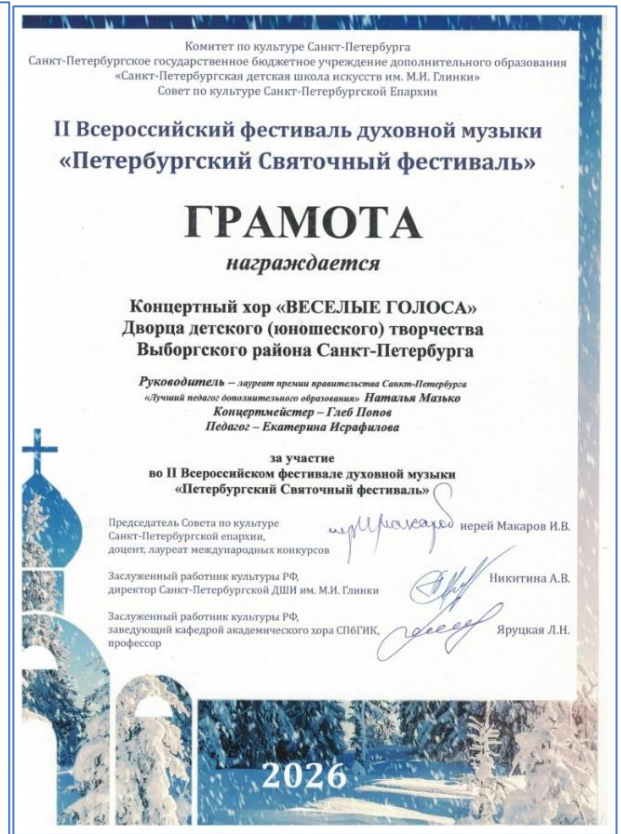 Комитет по культуре Санкт-Петербурга
Санкт-Петербургское государственное бюджетное учреждение дополнительного образования
«Санкт-Петербургская детская школа искусств им. М.И. Глинки»
Совет по культуре Санкт-Петербургской Епархии
II Всероссийский фестиваль духовной музыки
«Петербургский Святочный фестиваль»
ГРАМОТА
награждается
Концертный хор «ВЕСЕЛЫЕ ГОЛОСА»
Дворца детского (юношеского) творчества
Выборгского района Санкт-Петербурга
Руководитель – лауреат премии правительства Санкт-Петербурга
«Лучший педагог дополнительного образования» Наталья Мазько
Концертмейстер – Глеб Попов
Педагог – Екатерина Исрафилова
за участие
во II Всероссийском фестивале духовной музыки
«Петербургский Святочный фестиваль»
Председатель Совета по культуре
Санкт-Петербургской епархии,
доцент, лауреат международных конкурсов
иерей Макаров И.В.
Заслуженный работник культуры РФ,
директор Санкт-Петербургской ДШИ им. М.И. Глинки
Никитина А.В.
Заслуженный работник культуры РФ,
заведующий кафедрой академического хора СПбГИК,
профессор
Яруцкая Л.Н.
2026